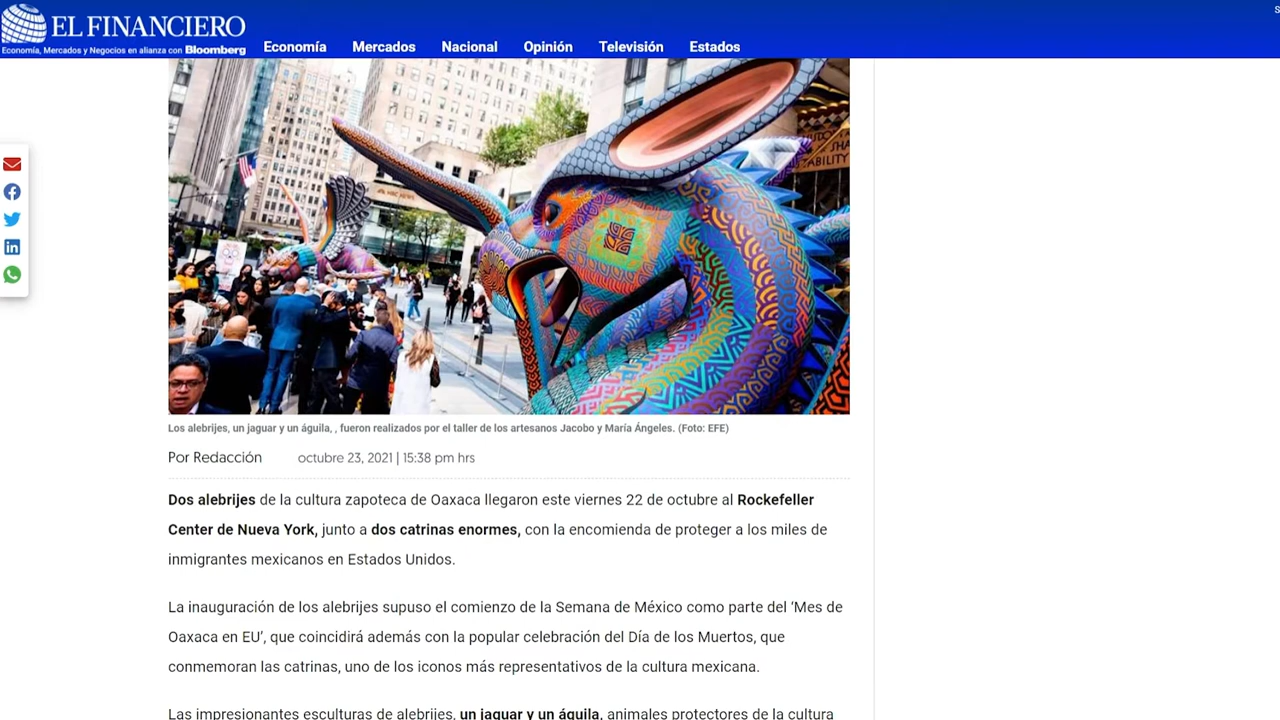 EL FINANCIERO
Economía, Mercados y Negocios en alianza con Bloomberg
Economía Mercados Nacional Opinión Televisión Estados
S
NBC NEWS
ABILITY
Los alebrijes, un jaguar y un águila, , fueron realizados por el taller de los artesanos Jacobo y María Ángeles. (Foto: EFE)
Por Redacción octubre 23, 2021 | 15:38 pm hrs
Dos alebrijes de la cultura zapoteca de Oaxaca llegaron este viernes 22 de octubre al Rockefeller
Center de Nueva York, junto a dos catrinas enormes, con la encomienda de proteger a los miles de
inmigrantes mexicanos en Estados Unidos.
La inauguración de los alebrijes supuso el comienzo de la Semana de México como parte del ‘Mes de
Oaxaca en EU’, que coincidirá además con la popular celebración del Día de los Muertos, que
conmemoran las catrinas, uno de los iconos más representativos de la cultura mexicana.
Las impresionantes esculturas de alebrijes, un jaguar y un águila, animales protectores de la cultura